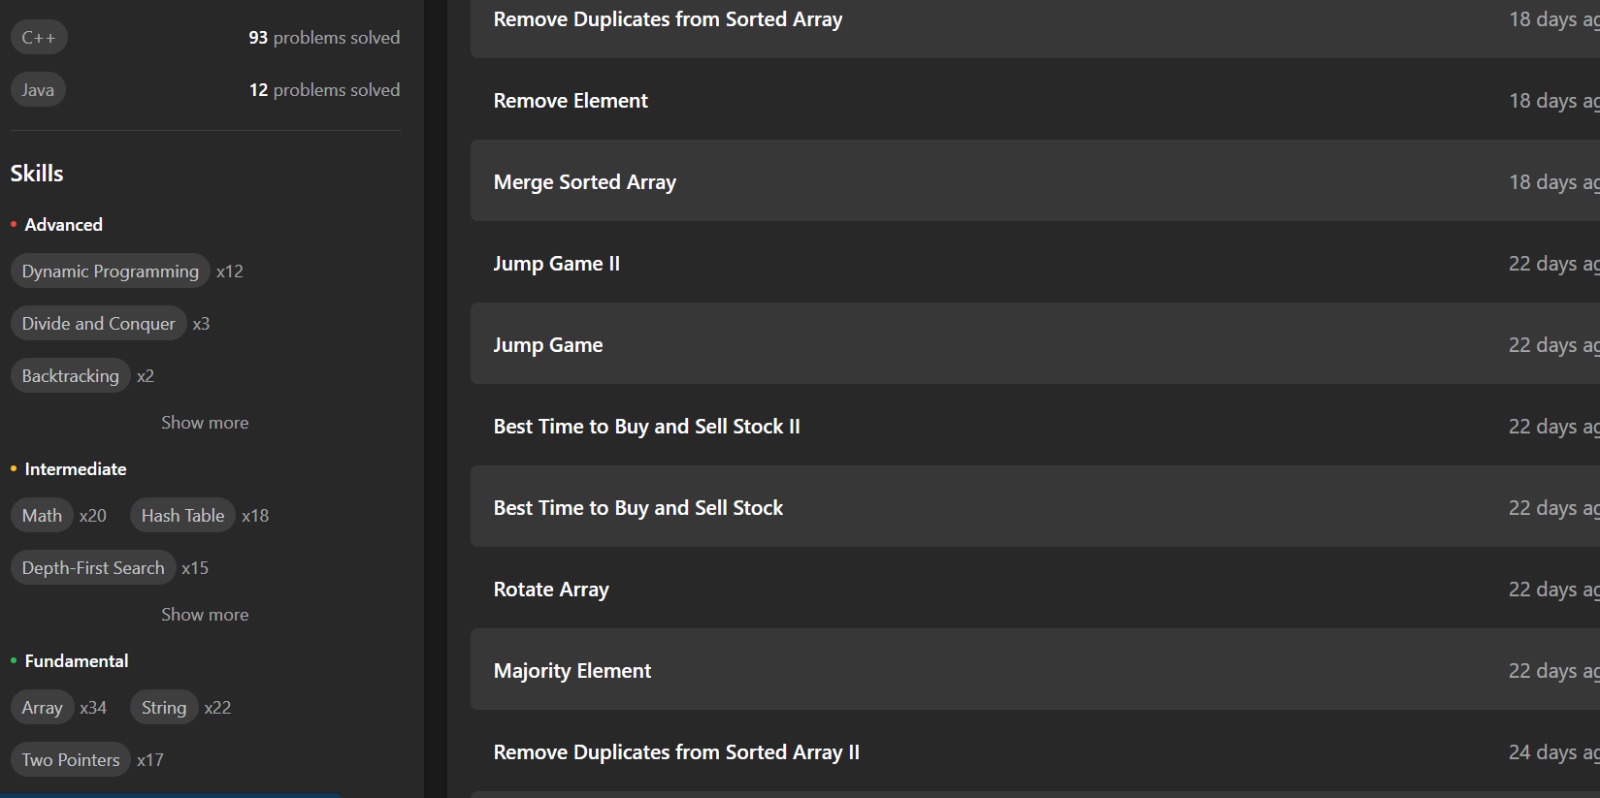 C++ 93 problems solved
Java 12 problems solved
Skills
Advanced
Dynamic Programming x12
Divide and Conquer x3
Backtracking x2
Show more
Intermediate
Math x20 Hash Table x18
Depth-First Search x15
Show more
Fundamental
Array x34 String x22
Two Pointers x17
Remove Duplicates from Sorted Array 18 days ag
Remove Element 18 days ag
Merge Sorted Array 18 days ag
Jump Game II 22 days ag
Jump Game 22 days ag
Best Time to Buy and Sell Stock II 22 days ag
Best Time to Buy and Sell Stock 22 days ag
Rotate Array 22 days ag
Majority Element 22 days ag
Remove Duplicates from Sorted Array II 24 days ag